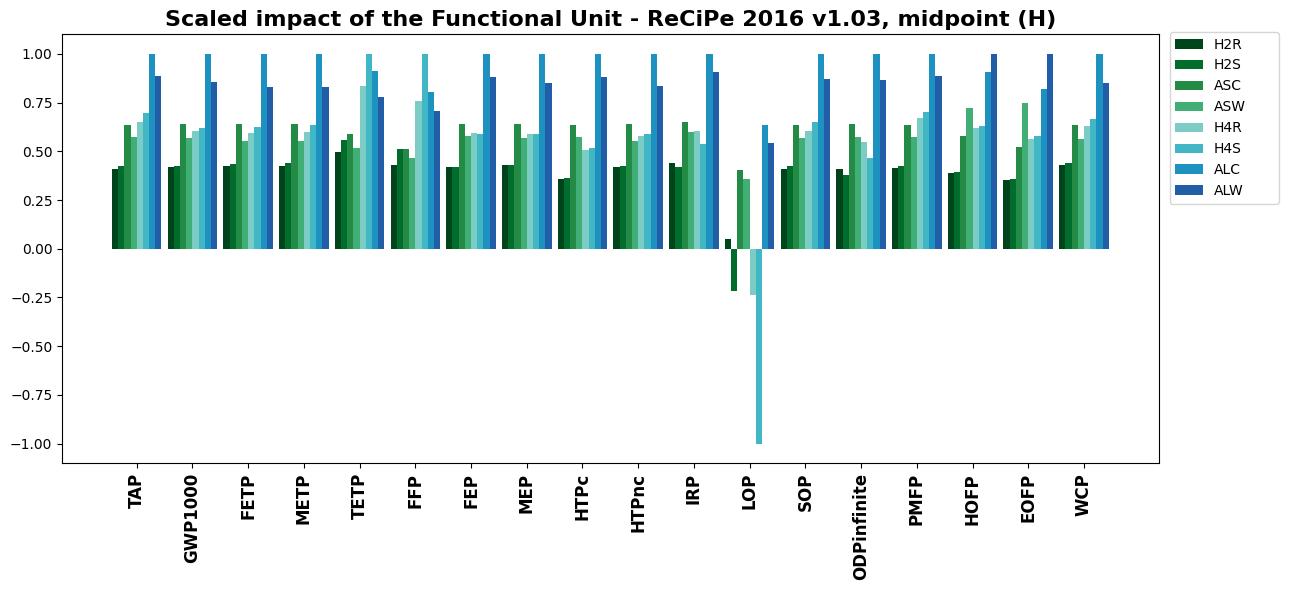 Scaled impact of the Functional Unit - ReCiPe 2016 v1.03, midpoint (H)
1.00
0.75
0.50
0.25
0.00
−0.25
−0.50
−0.75
−1.00
TAP
GWP1000
FETP
METP
TETP
FFP
FEP
MEP
HTPc
HTPnc
IRP
LOP
SOP
ODPinfinite
PMFP
HOFP
EOFP
WCP
H2R
H2S
ASC
ASW
H4R
H4S
ALC
ALW